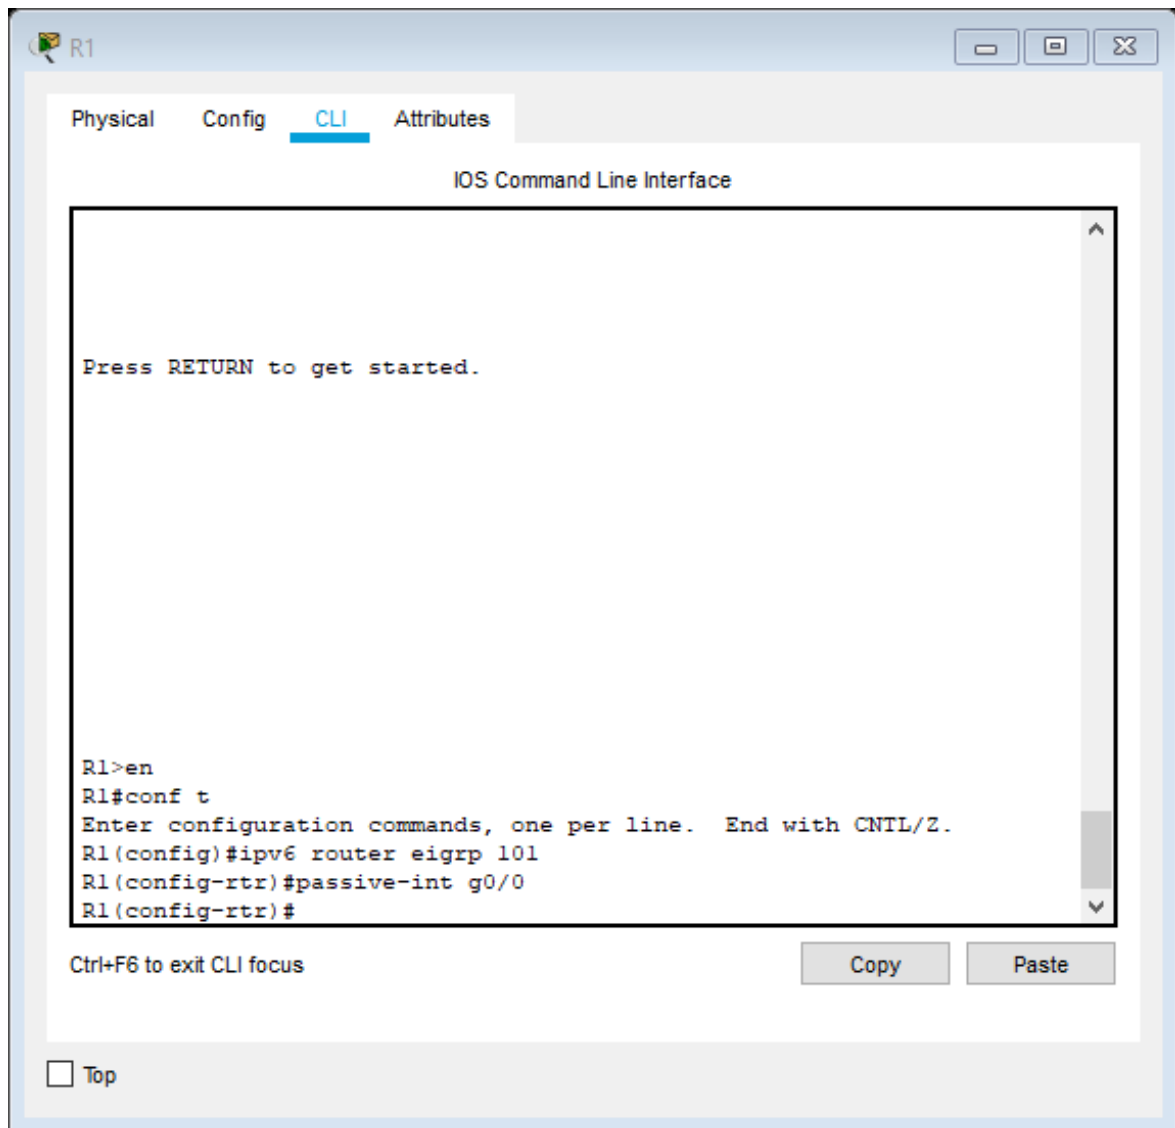 R1
Physical Config CLI Attributes
IOS Command Line Interface
Press RETURN to get started.
R1>en
R1#conf t
Enter configuration commands, one per line.  End with CNTL/Z.
R1(config)#ipv6 router eigrp 101
R1(config-rtr)#passive-int g0/0
R1(config-rtr)#
Ctrl+F6 to exit CLI focus
Copy Paste
Top